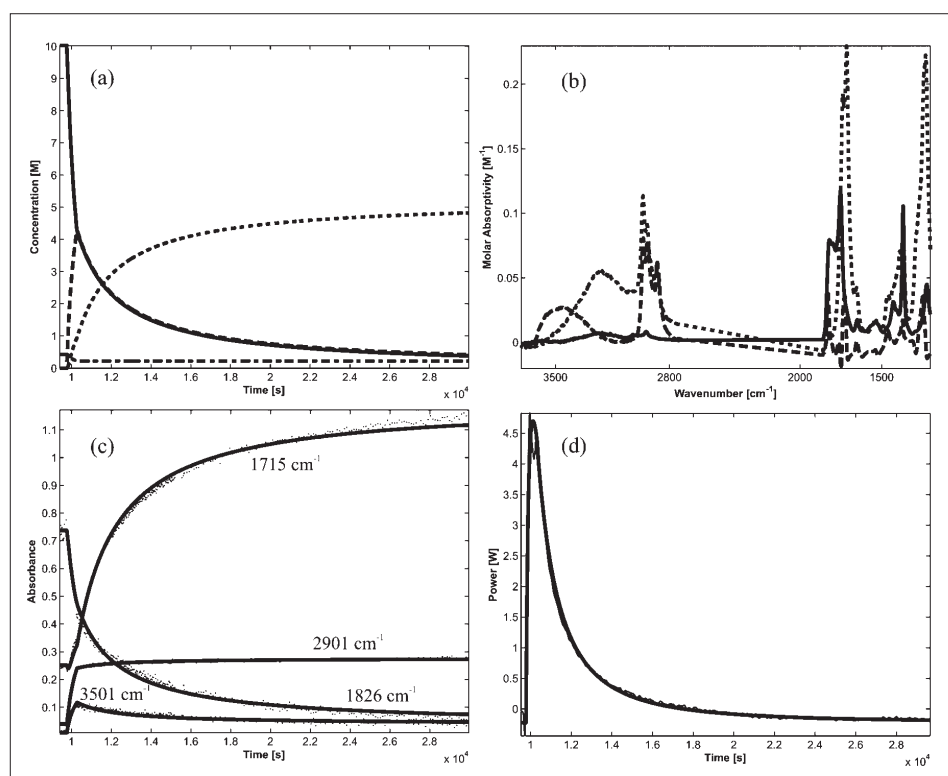 (a)
Concentration [M]
10
9
8
7
6
5
4
3
2
1
0
1 1.2 1.4 1.6 1.8 2 2.2 2.4 2.6 2.8
Time [s]
x 10⁴
(b)
Molar Absorptivity [M⁻¹]
0.2
0.15
0.1
0.05
0
3500 2800 2000 1500
Wavenumber [cm⁻¹]
(c)
Absorbance
1.1
1
0.9
0.8
0.7
0.6
0.5
0.4
0.3
0.2
0.1
1715 cm⁻¹
2901 cm⁻¹
3501 cm⁻¹
1826 cm⁻¹
1 1.2 1.4 1.6 1.8 2 2.2 2.4 2.6 2.8
Time [s]
x 10⁴
(d)
Power [W]
4.5
4
3.5
3
2.5
2
1.5
1
0.5
0
1 1.2 1.4 1.6 1.8 2 2.2 2.4 2.6 2.8
Time [s]
x 10⁴